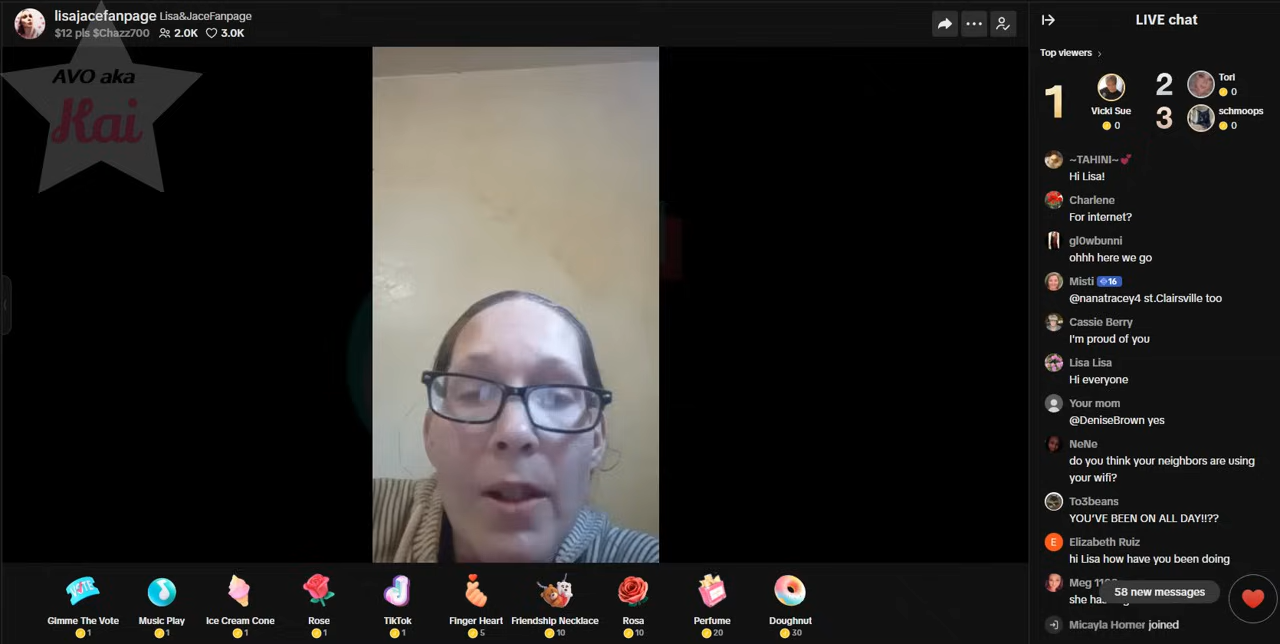 lisajacefanpage Lisa&JaceFanpage
$12 pls $Chazz700 2.0K 3.0K
AVO aka
Kai
LIVE chat
Top viewers >
1 Vicki Sue 0
2 Tori 0
3 schmoops 0
~TAHINI~💕
Hi Lisa!
Charlene
For internet?
gl0wbunni
ohhh here we go
Misti 16
@nanatracey4 st.Clairsville too
Cassie Berry
I'm proud of you
Lisa Lisa
Hi everyone
Your mom
@DeniseBrown yes
NeNe
do you think your neighbors are using
your wifi?
To3beans
YOU'VE BEEN ON ALL DAY!!??
E Elizabeth Ruiz
hi Lisa how have you been doing
Meg
she
58 new messages
Micayla Horner joined
VOTE
Gimme The Vote Music Play Ice Cream Cone Rose TikTok Finger Heart Friendship Necklace Rosa Perfume Doughnut
1 1 1 1 1 5 10 10 20 30